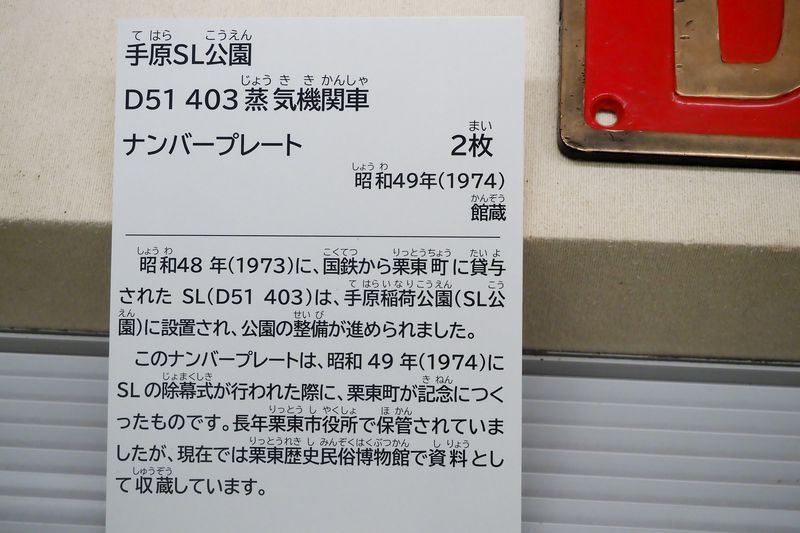 手原SL公園
D51 403 蒸気機関車
ナンバープレート 2枚
昭和49年(1974)
館蔵
昭和48年(1973)に、国鉄から栗東町に貸与
されたSL(D51 403)は、手原稲荷公園(SL公
園)に設置され、公園の整備が進められました。
このナンバープレートは、昭和49年(1974)に
SLの除幕式が行われた際に、栗東町が記念につく
ったものです。長年栗東市役所で保管されていま
したが、現在では栗東歴史民俗博物館で資料とし
て収蔵しています。